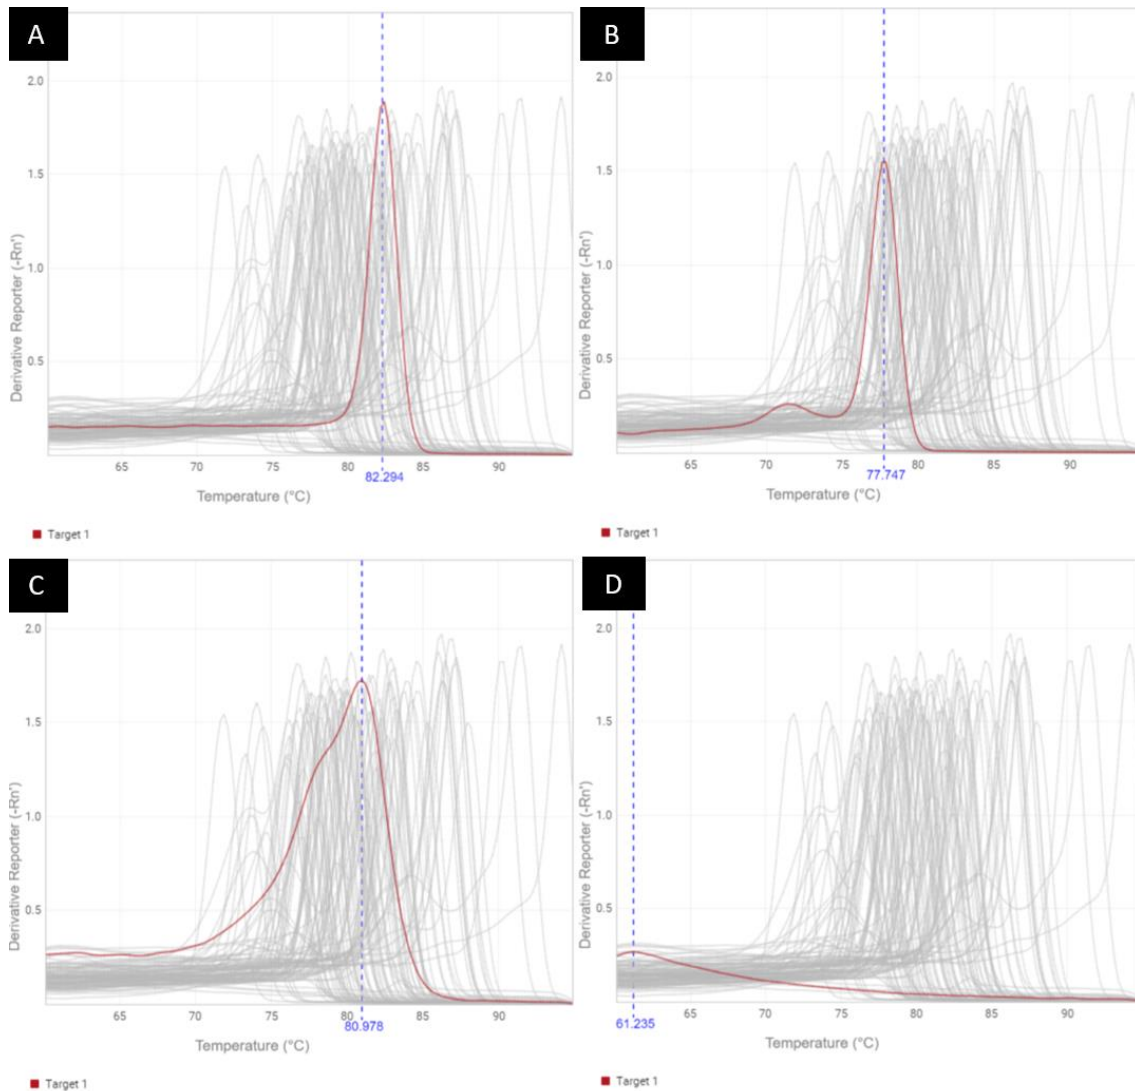 A
Derivative Reporter (-Rn')
2.0
1.5
1.0
0.5
65 70 75 80 85 90
82.294
Temperature (°C)
Target 1
B
Derivative Reporter (-Rn')
2.0
1.5
1.0
0.5
65 70 75 80 85 90
77.747
Temperature (°C)
Target 1
C
Derivative Reporter (-Rn')
2.0
1.5
1.0
0.5
65 70 75 80 85 90
80.978
Temperature (°C)
Target 1
D
Derivative Reporter (-Rn')
2.0
1.5
1.0
0.5
65 70 75 80 85 90
61.235
Temperature (°C)
Target 1